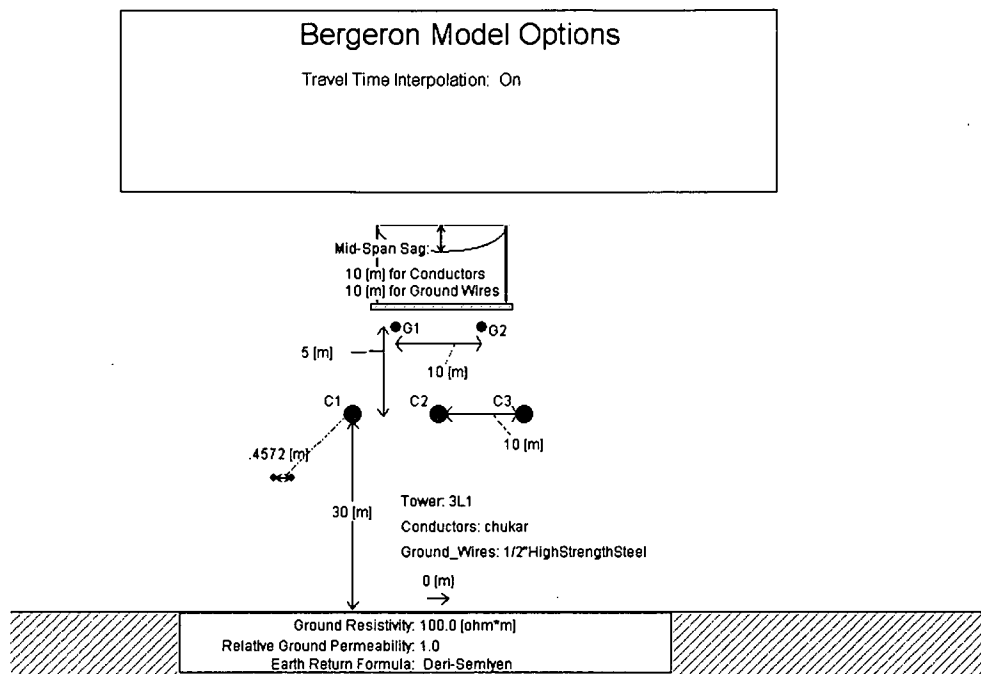 Bergeron Model Options
Travel Time Interpolation: On
Mid-Span Sag:
10 [m] for Conductors
10 [m] for Ground Wires
G1
G2
5 [m]
10 [m]
C1
C2
C3
10 [m]
.4572 [m]
30 [m]
Tower: 3L1
Conductors: chukar
Ground_Wires: 1/2"HighStrengthSteel
0 [m]
Ground Resistivity: 100.0 [ohm*m]
Relative Ground Permeability: 1.0
Earth Return Formula: Deri-Semlyen